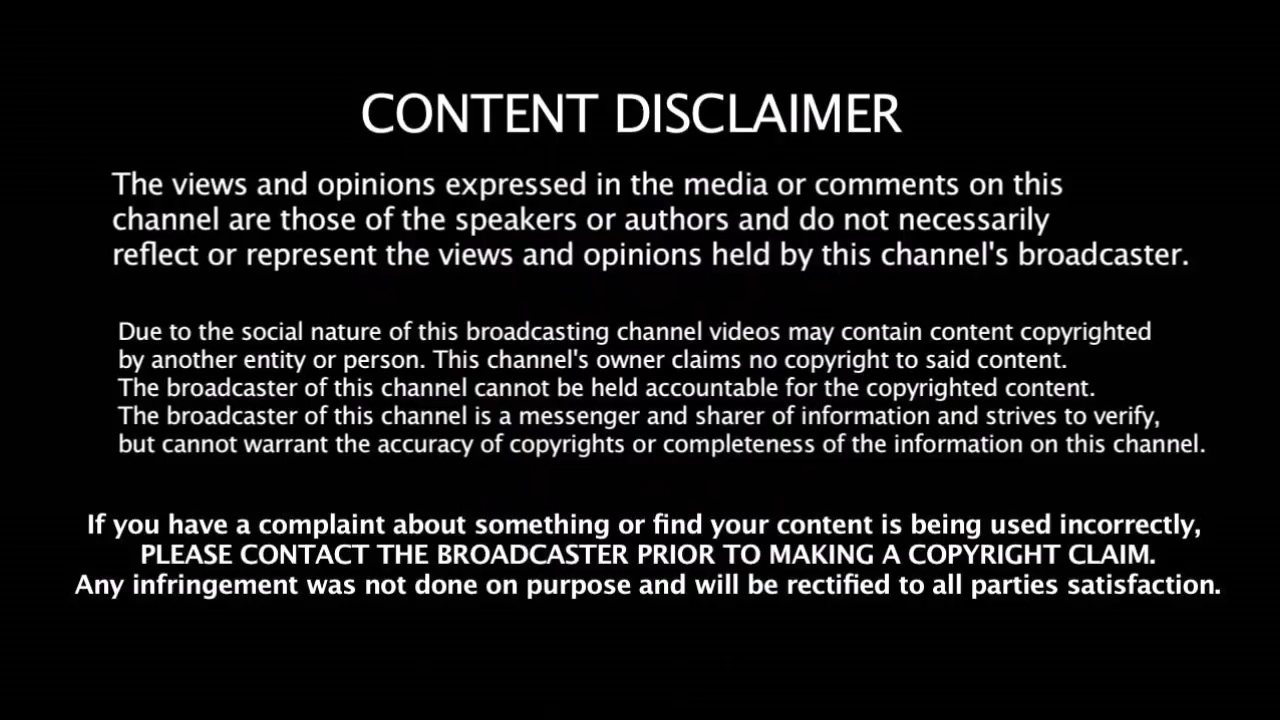 CONTENT DISCLAIMER
The views and opinions expressed in the media or comments on this
channel are those of the speakers or authors and do not necessarily
reflect or represent the views and opinions held by this channel's broadcaster.
Due to the social nature of this broadcasting channel videos may contain content copyrighted
by another entity or person. This channel's owner claims no copyright to said content.
The broadcaster of this channel cannot be held accountable for the copyrighted content.
The broadcaster of this channel is a messenger and sharer of information and strives to verify,
but cannot warrant the accuracy of copyrights or completeness of the information on this channel.
If you have a complaint about something or find your content is being used incorrectly,
PLEASE CONTACT THE BROADCASTER PRIOR TO MAKING A COPYRIGHT CLAIM.
Any infringement was not done on purpose and will be rectified to all parties satisfaction.